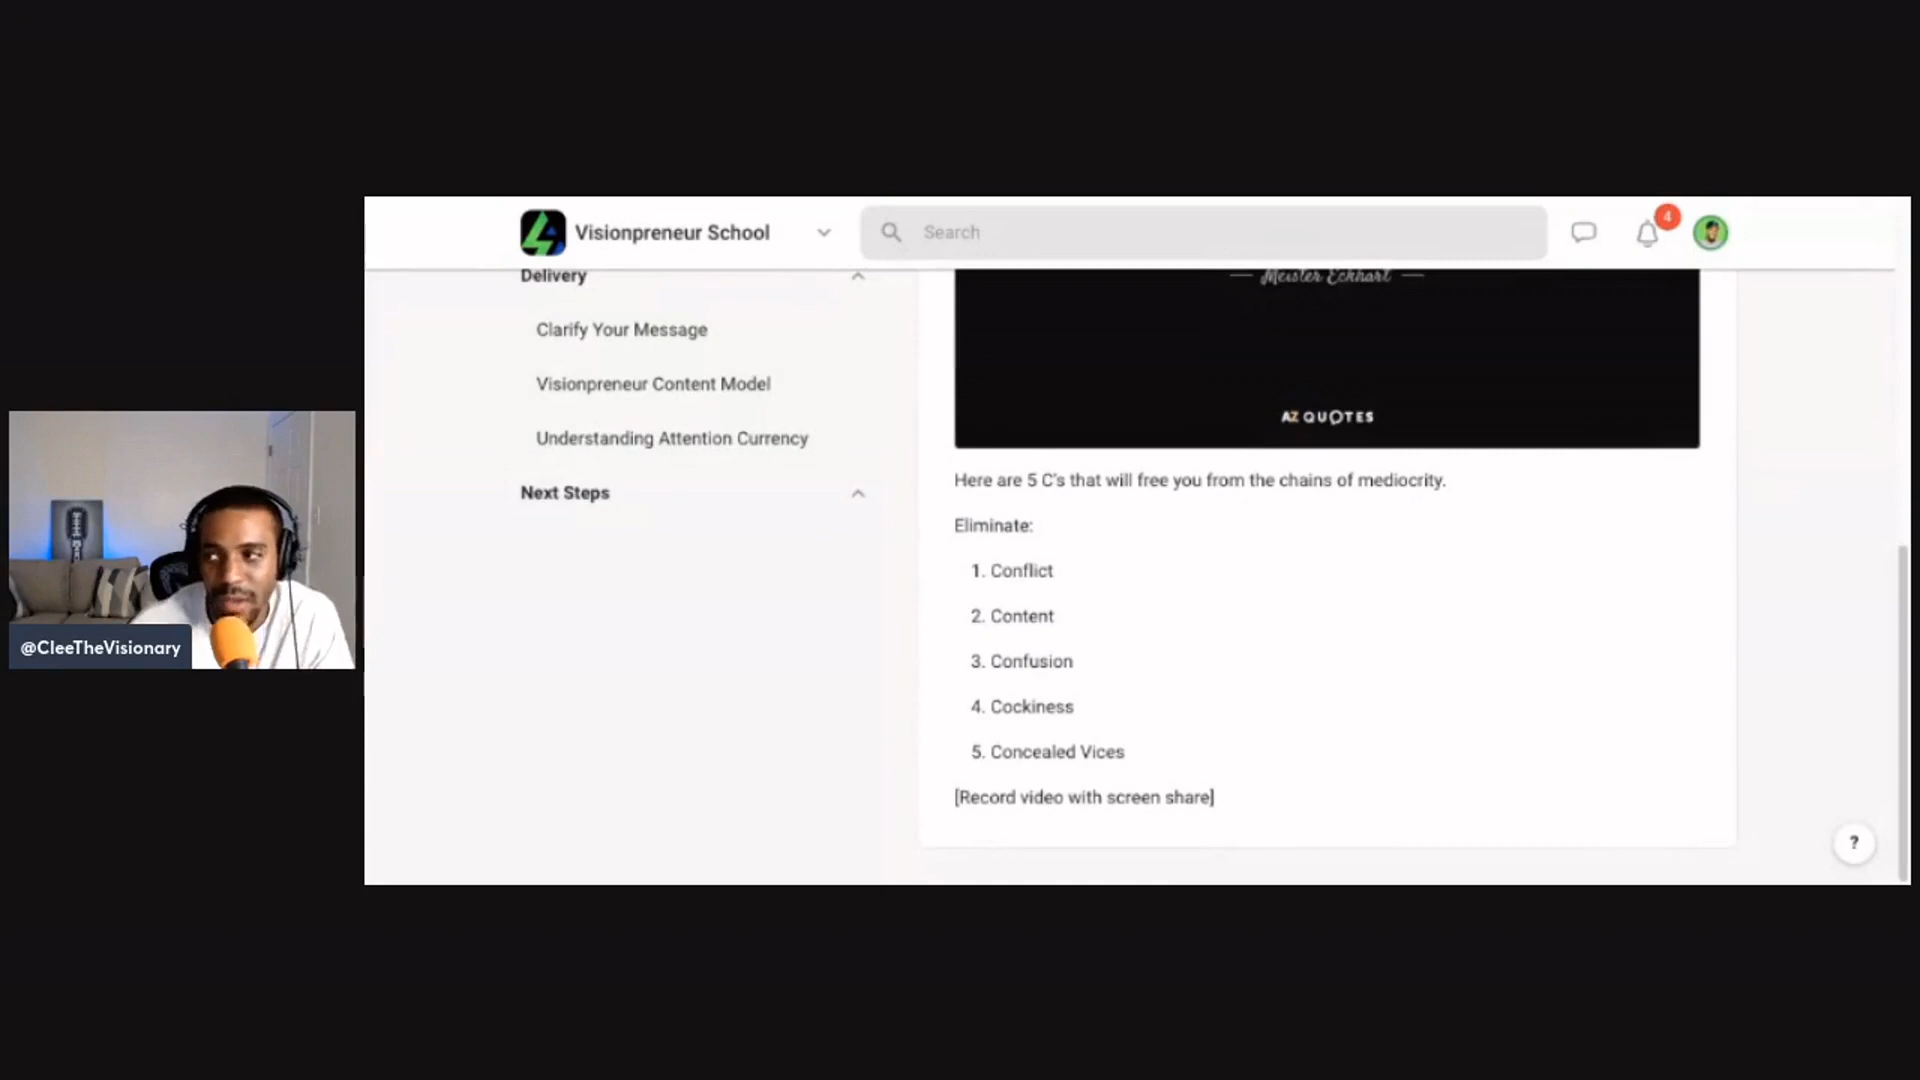 Visionpreneur School
Search
4
Delivery
Clarify Your Message
Visionpreneur Content Model
Understanding Attention Currency
Next Steps
— Meister Eckhart —
AZ QUOTES
Here are 5 C's that will free you from the chains of mediocrity.
Eliminate:
1. Conflict
2. Content
3. Confusion
4. Cockiness
5. Concealed Vices
[Record video with screen share]
?
@CleeTheVisionary